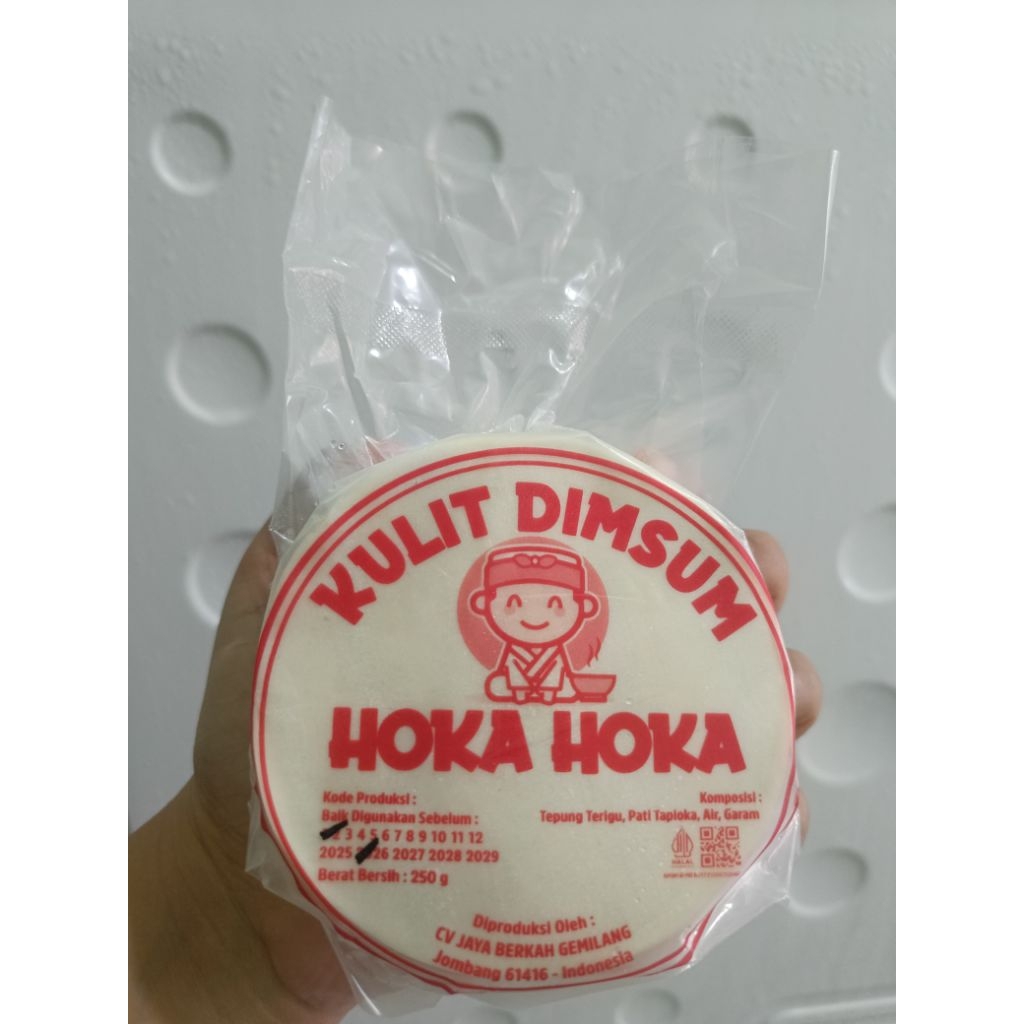 KULIT DIMSUM
HOKA HOKA
Kode Produksi :
Baik Digunakan Sebelum :
2 3 4 5 6 7 8 9 10 11 12
2025 2026 2027 2028 2029
Berat Bersih : 250 g
Komposisi :
Tepung Terigu, Pati Tapioka, Air, Garam
HALAL
Diproduksi Oleh :
CV JAYA BERKAH GEMILANG
Jombang 61416 - Indonesia